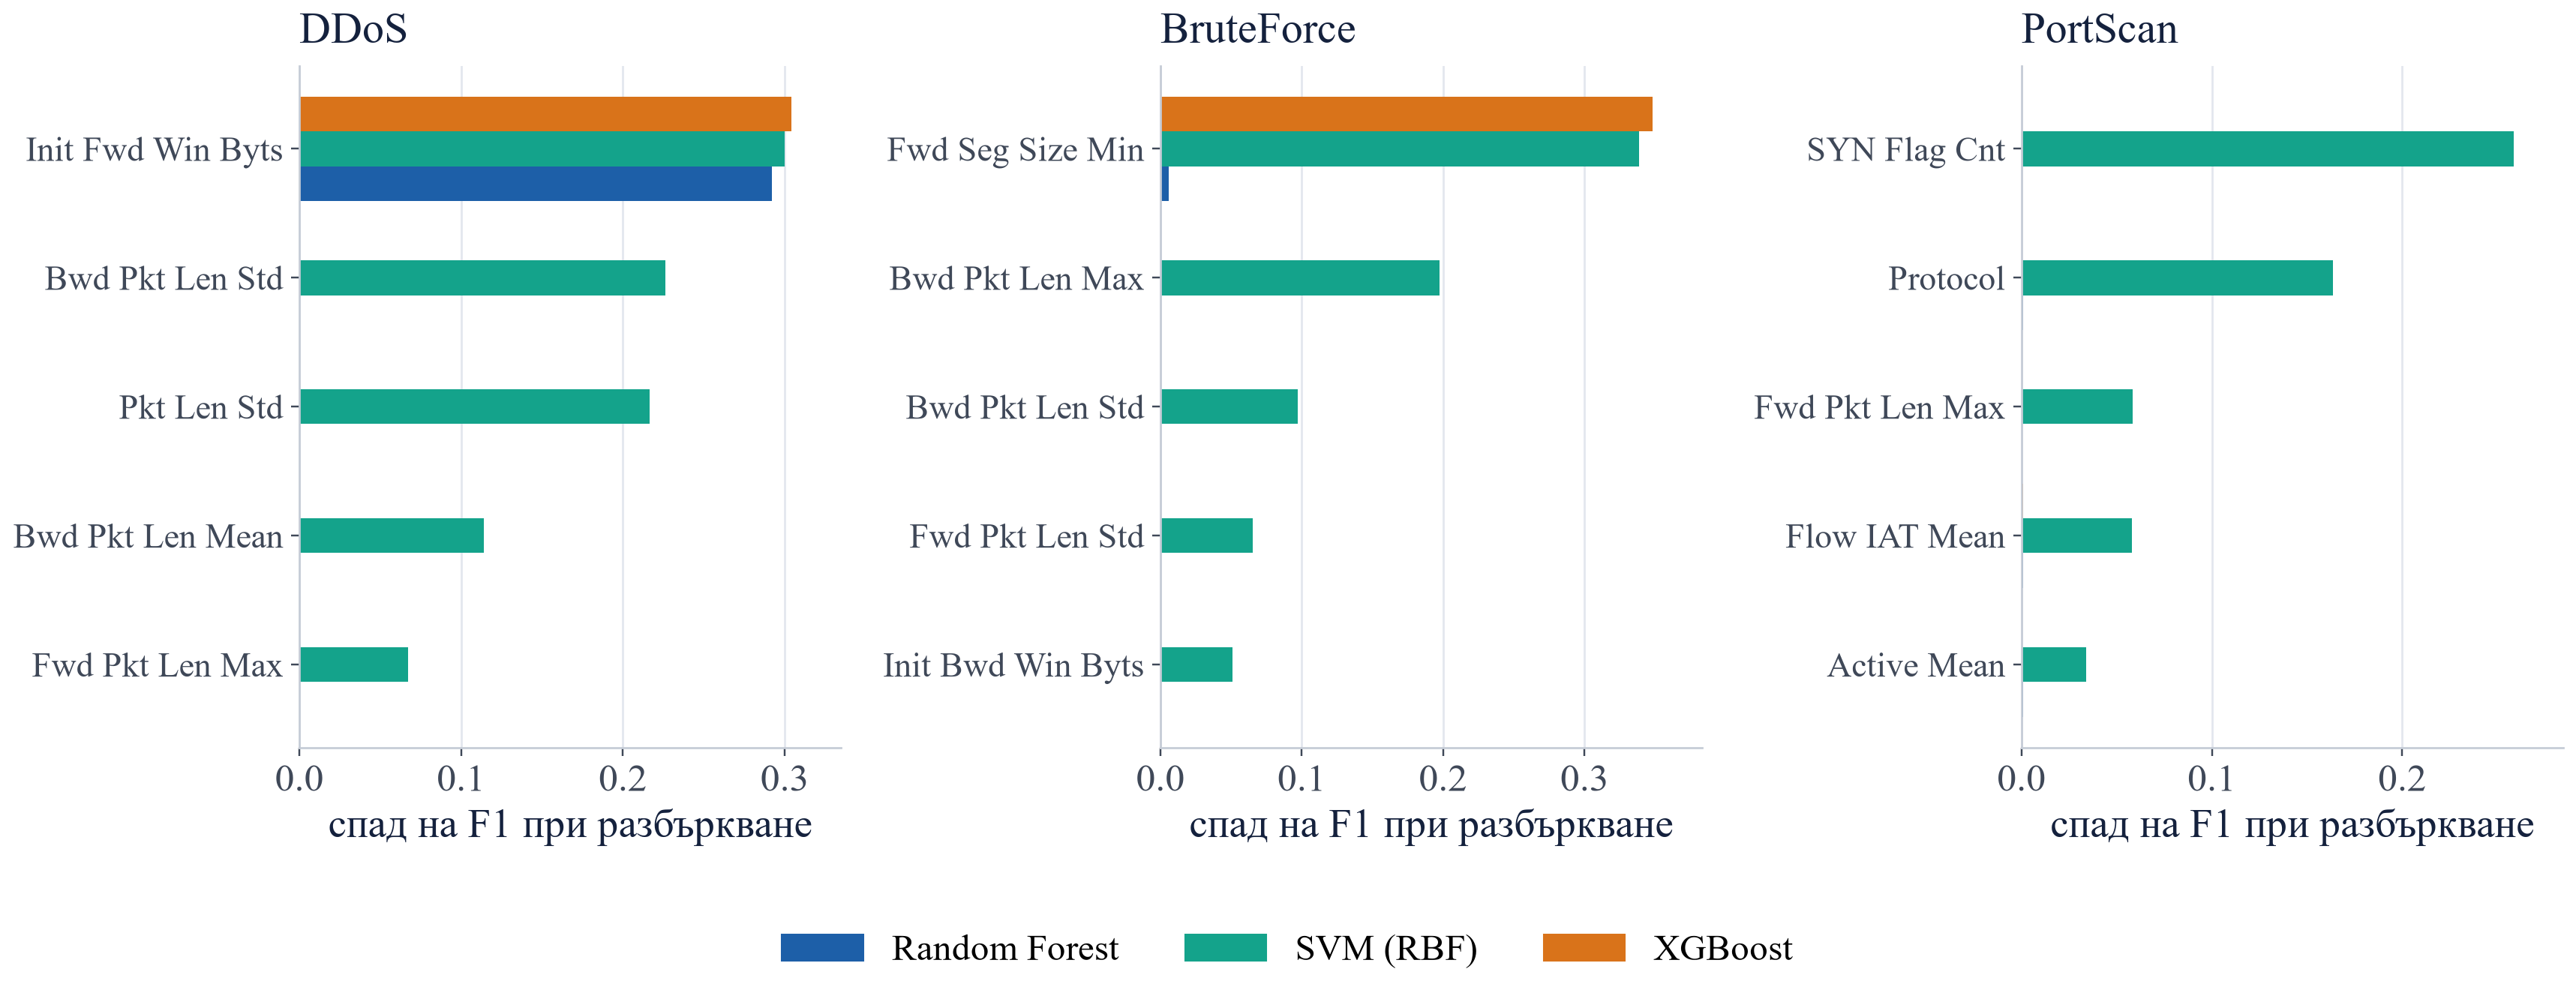 DDoS
Init Fwd Win Byts
Bwd Pkt Len Std
Pkt Len Std
Bwd Pkt Len Mean
Fwd Pkt Len Max
0.0 0.1 0.2 0.3
спад на F1 при разбъркване
BruteForce
Fwd Seg Size Min
Bwd Pkt Len Max
Bwd Pkt Len Std
Fwd Pkt Len Std
Init Bwd Win Byts
0.0 0.1 0.2 0.3
спад на F1 при разбъркване
PortScan
SYN Flag Cnt
Protocol
Fwd Pkt Len Max
Flow IAT Mean
Active Mean
0.0 0.1 0.2
спад на F1 при разбъркване
Random Forest SVM (RBF) XGBoost